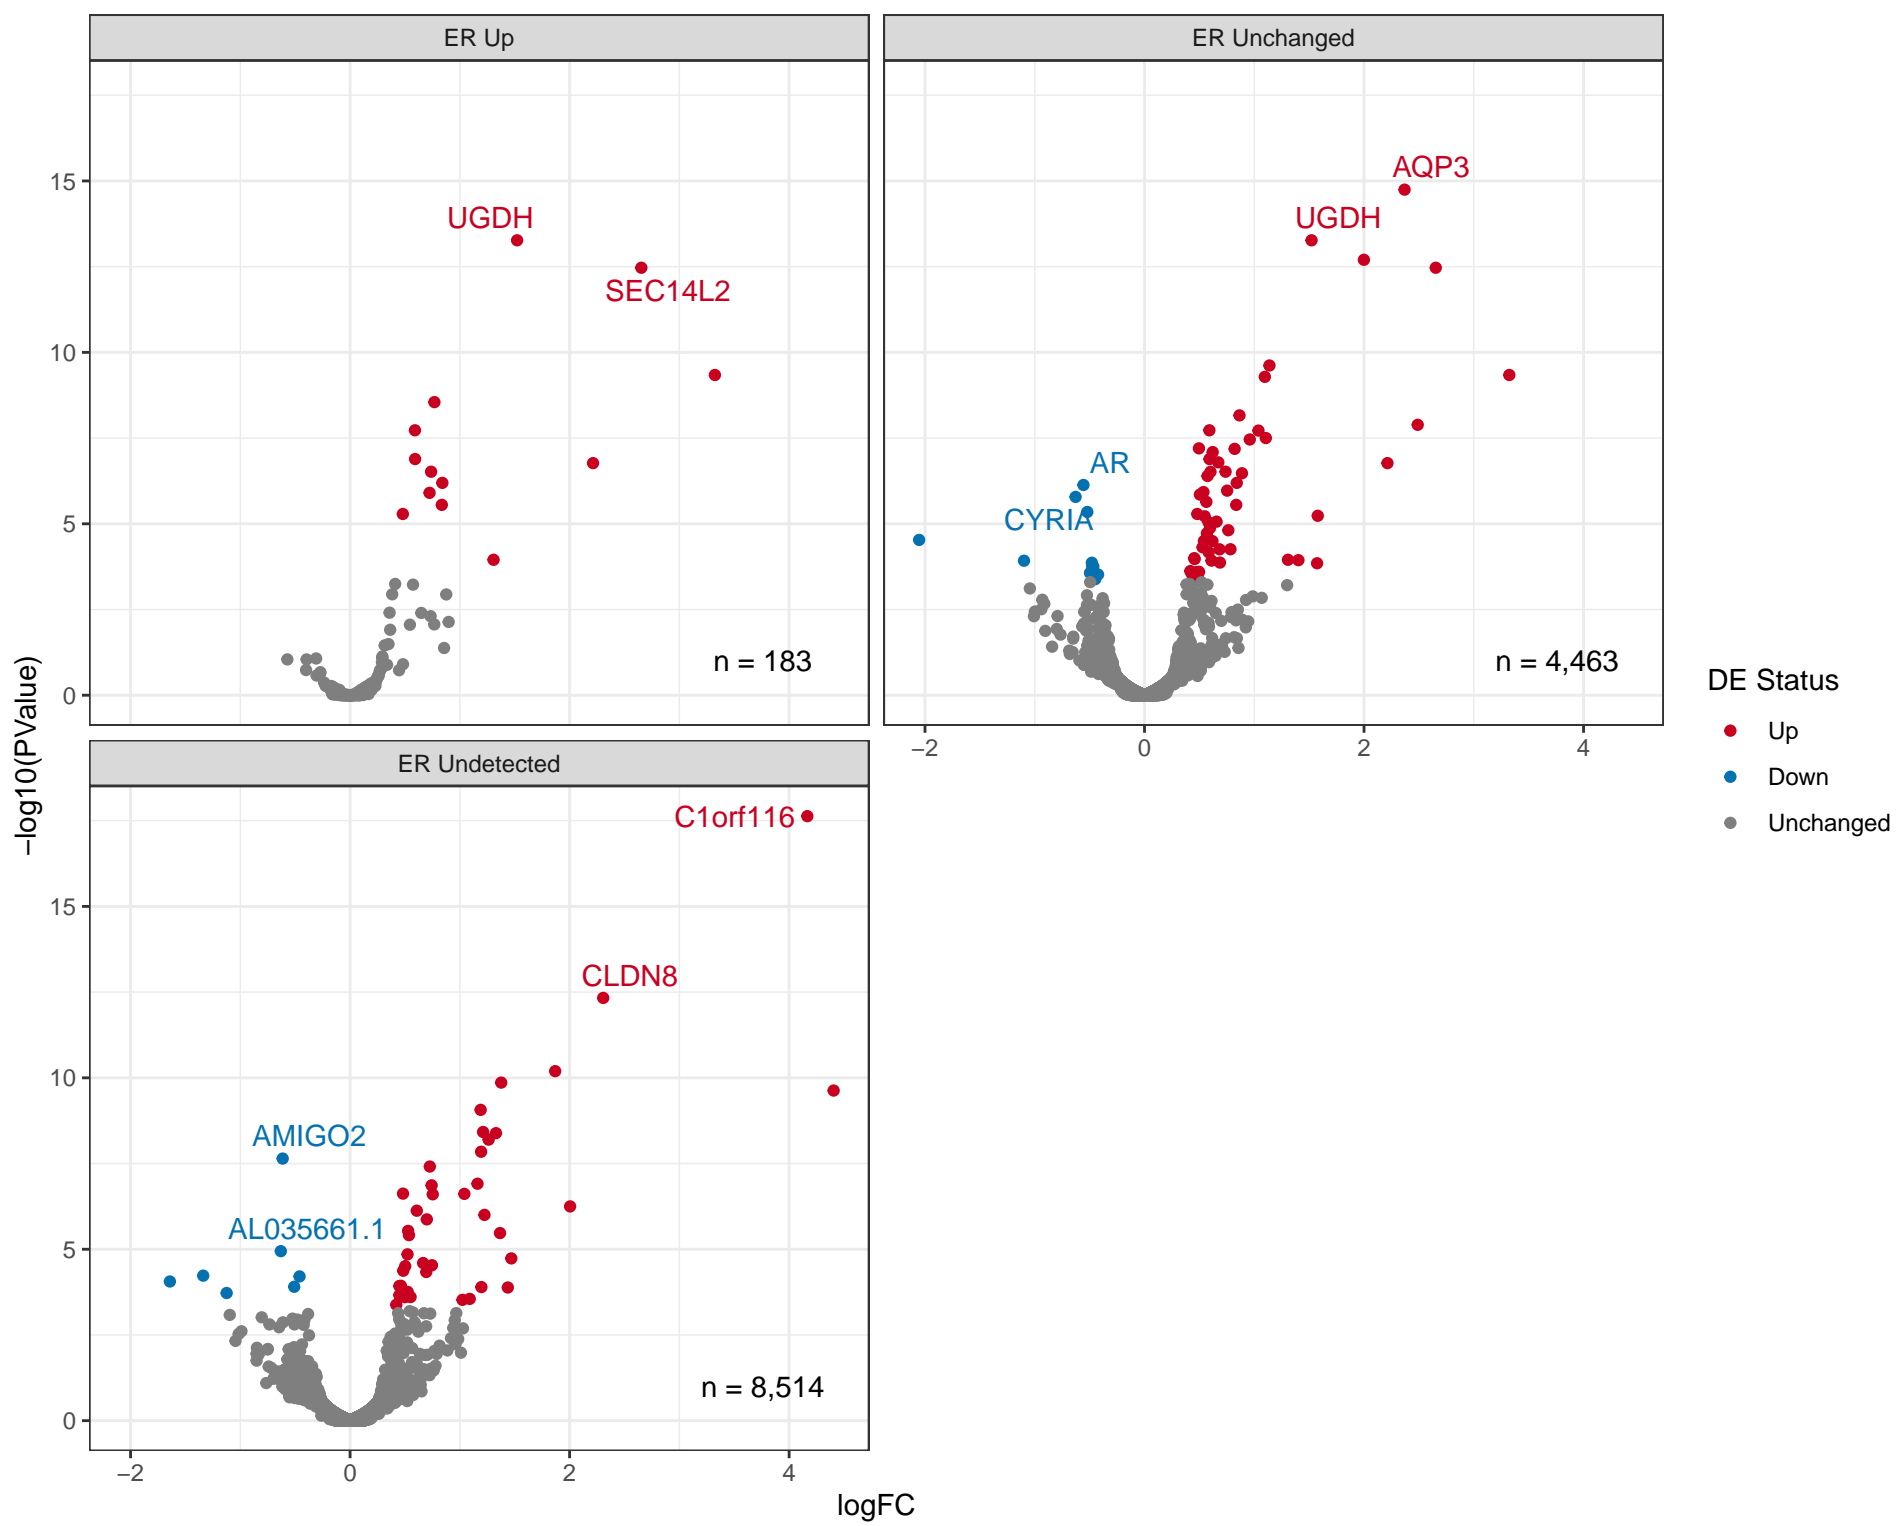 ER Up
ER Unchanged
15
10
5
0
UGDH
SEC14L2
n = 183
AQP3
UGDH
AR
CYRIA
n = 4,463
−2
0
2
4
ER Undetected
15
10
5
0
C1orf116
CLDN8
AMIGO2
AL035661.1
n = 8,514
−2
0
2
4
logFC
−log10(PValue)
DE Status
Up
Down
Unchanged